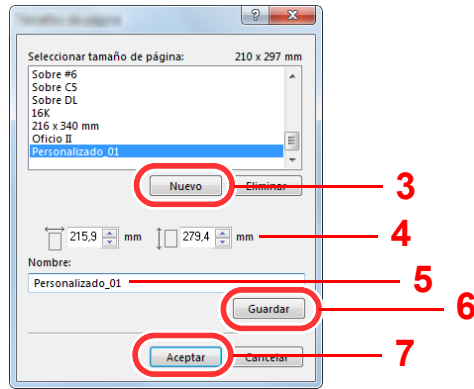 Seleccionar tamaño de página: 210 x 297 mm
Sobre #6
Sobre C5
Sobre DL
16K
216 x 340 mm
Oficio II
Personalizado_01
Nuevo Eliminar 3
215,9 mm 279,4 mm 4
Nombre:
Personalizado_01 5
Guardar 6
Aceptar Cancelar 7